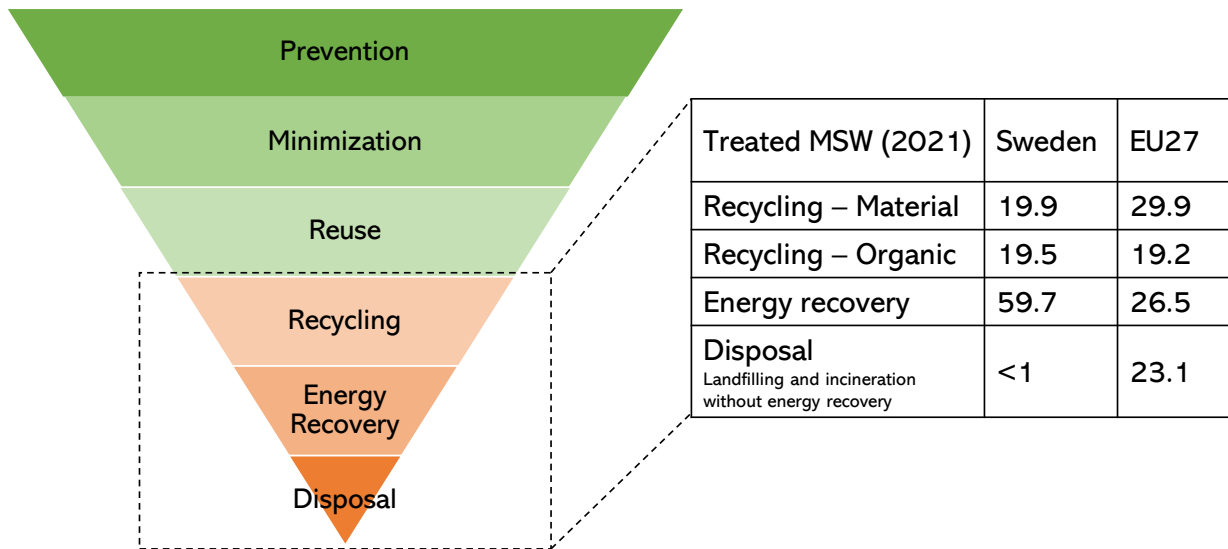 Prevention
Minimization
Reuse
Recycling
Energy
Recovery
Disposal
Treated MSW (2021) Sweden EU27
Recycling – Material 19.9 29.9
Recycling – Organic 19.5 19.2
Energy recovery 59.7 26.5
Disposal
Landfilling and incineration
without energy recovery
<1 23.1